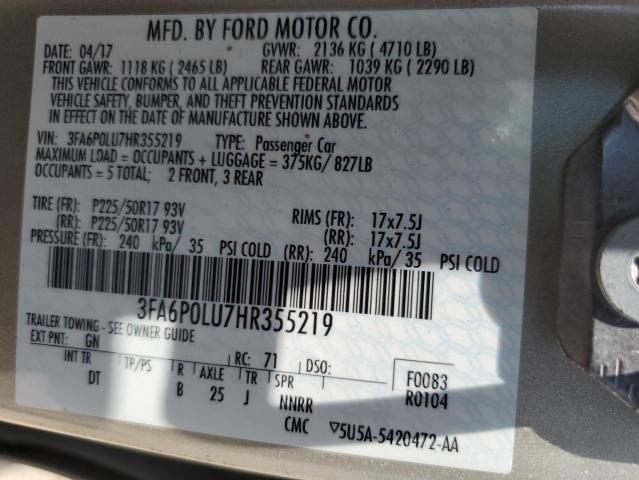 MFD. BY FORD MOTOR CO.
DATE: 04/17 GVWR: 2136 KG ( 4710 LB)
FRONT GAWR: 1118 KG ( 2465 LB) REAR GAWR: 1039 KG ( 2290 LB)
THIS VEHICLE CONFORMS TO ALL APPLICABLE FEDERAL MOTOR
VEHICLE SAFETY, BUMPER, AND THEFT PREVENTION STANDARDS
IN EFFECT ON THE DATE OF MANUFACTURE SHOWN ABOVE.
VIN: 3FA6P0LU7HR355219 TYPE: Passenger Car
MAXIMUM LOAD = OCCUPANTS + LUGGAGE = 375KG/ 827LB
OCCUPANTS = 5 TOTAL; 2 FRONT, 3 REAR
TIRE (FR): P225/50R17 93V RIMS (FR): 17x7.5J
(RR): P225/50R17 93V (RR): 17x7.5J
PRESSURE (FR): 240 kPa/ 35 PSI COLD (RR): 240 kPa/ 35 PSI COLD
3FA6P0LU7HR355219
TRAILER TOWING - SEE OWNER GUIDE
EXT PNT: GN RC: 71 DSO:
INT TR TP/PS R AXLE TR SPR F0083
DT B 25 J NNRR R0104
CMC ▽5U5A-5420472-AA